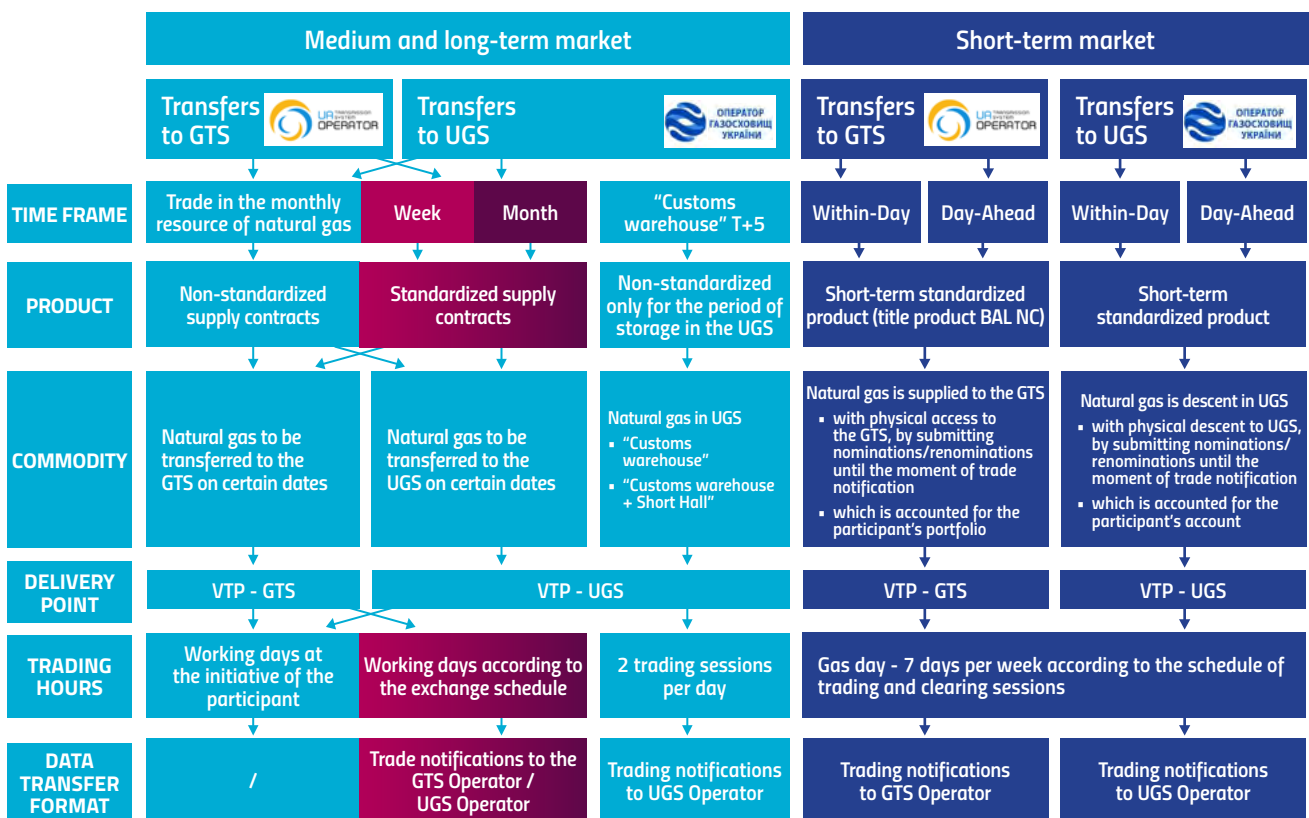 Medium and long-term market
Short-term market
Transfers
to GTS
UA TRANSMISSION
SYSTEM
OPERATOR
Transfers
to UGS
ОПЕРАТОР
ГАЗОСХОВИЩ
УКРАЇНИ
Transfers
to GTS
UA TRANSMISSION
SYSTEM
OPERATOR
Transfers
to UGS
ОПЕРАТОР
ГАЗОСХОВИЩ
УКРАЇНИ
TIME FRAME
Trade in the monthly
resource of natural gas
Week
Month
“Customs
warehouse” T+5
Within-Day
Day-Ahead
Within-Day
Day-Ahead
PRODUCT
Non-standardized
supply contracts
Standardized supply
contracts
Non-standardized
only for the period of
storage in the UGS
Short-term standardized
product (title product BAL NC)
Short-term
standardized product
COMMODITY
Natural gas to be
transferred to the
GTS on certain dates
Natural gas to be
transferred to the
UGS on certain dates
Natural gas in UGS
▪ “Customs
warehouse”
▪ “Customs warehouse
+ Short Hall”
Natural gas is supplied to the GTS
▪ with physical access to
the GTS, by submitting
nominations/renominations
until the moment of trade
notification
▪ which is accounted for the
participant’s portfolio
Natural gas is descent in UGS
▪ with physical descent to UGS,
by submitting nominations/
renominations until the
moment of trade notification
▪ which is accounted for the
participant’s account
DELIVERY
POINT
VTP - GTS
VTP - UGS
VTP - GTS
VTP - UGS
TRADING
HOURS
Working days at
the initiative of the
participant
Working days according to
the exchange schedule
2 trading sessions
per day
Gas day - 7 days per week according to the schedule of
trading and clearing sessions
DATA
TRANSFER
FORMAT
/
Trade notifications to the
GTS Operator /
UGS Operator
Trading notifications
to UGS Operator
Trading notifications
to GTS Operator
Trading notifications
to UGS Operator